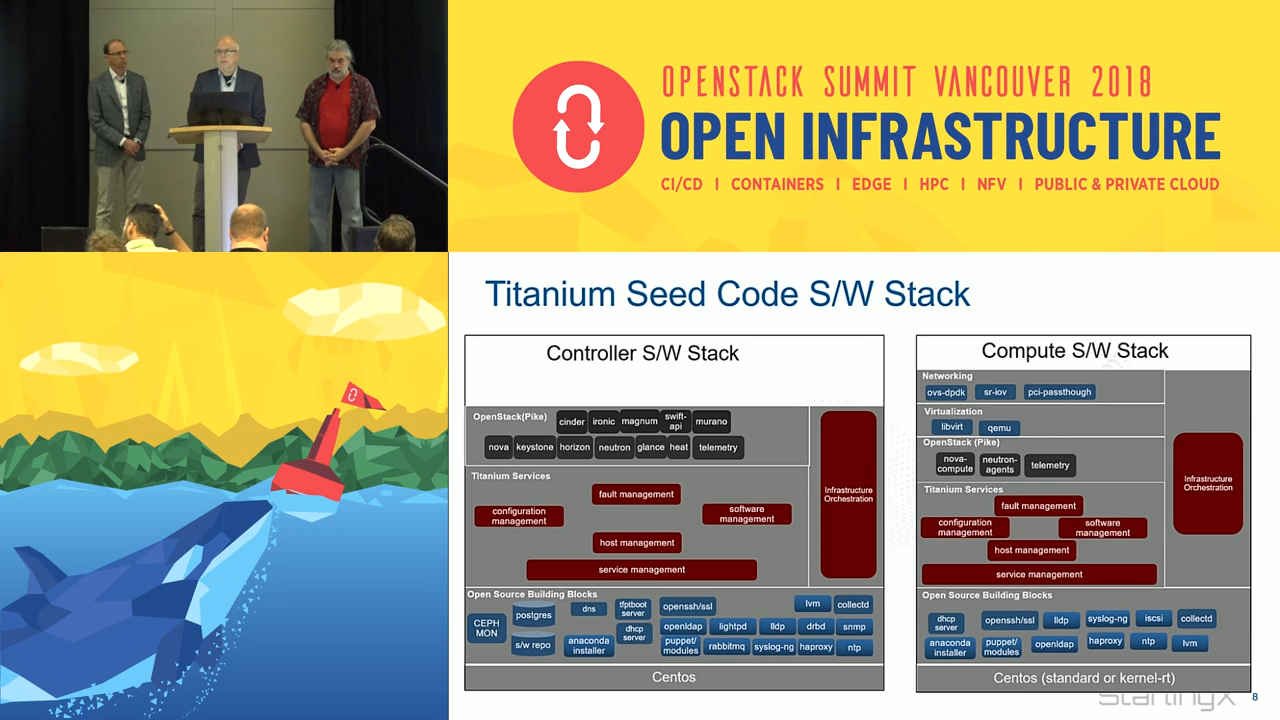 OPENSTACK SUMMIT VANCOUVER 2018
OPEN INFRASTRUCTURE
CI/CD | CONTAINERS | EDGE | HPC | NFV | PUBLIC & PRIVATE CLOUD
Titanium Seed Code S/W Stack
Controller S/W Stack
OpenStack(Pike)
cinder
ironic
magnum
swift-
api
murano
nova
keystone
horizon
neutron
glance
heat
telemetry
Titanium Services
fault management
configuration
management
software
management
host management
service management
Infrastructure
Orchestration
Open Source Building Blocks
CEPH
MON
postgres
s/w repo
dns
anaconda
installer
tfptboot
server
dhcp
server
openssh/ssl
lvm
collectd
openldap
lightpd
lldp
drbd
snmp
puppet/
modules
rabbitmq
syslog-ng
haproxy
ntp
Centos
Compute S/W Stack
Networking
ovs-dpdk
sr-iov
pci-passthough
Virtualization
libvirt
qemu
OpenStack (Pike)
nova-
compute
neutron-
agents
telemetry
Titanium Services
fault management
configuration
management
software
management
host management
service management
Infrastructure
Orchestration
Open Source Building Blocks
dhcp
server
openssh/ssl
lldp
syslog-ng
iscsi
collectd
anaconda
installer
puppet/
modules
openldap
haproxy
ntp
lvm
Centos (standard or kernel-rt)
StarlingX
8